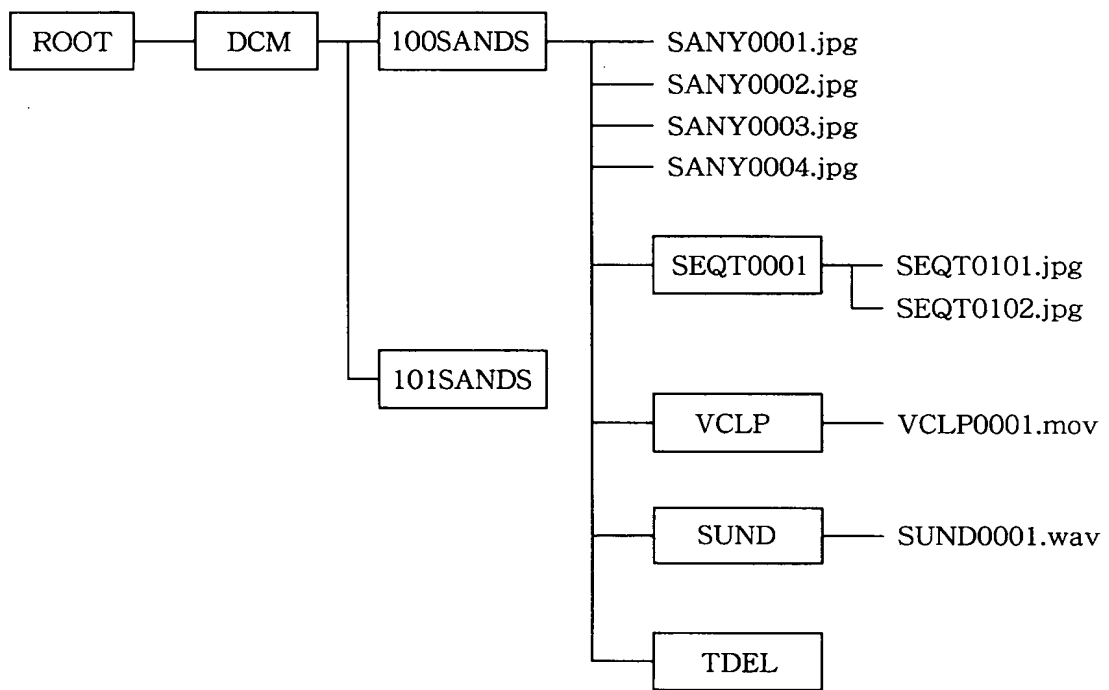 ROOT DCM 100SANDS SANY0001.jpg
SANY0002.jpg
SANY0003.jpg
SANY0004.jpg
SEQT0001 SEQT0101.jpg
SEQT0102.jpg
101SANDS
VCLP VCLP0001.mov
SUND SUND0001.wav
TDEL